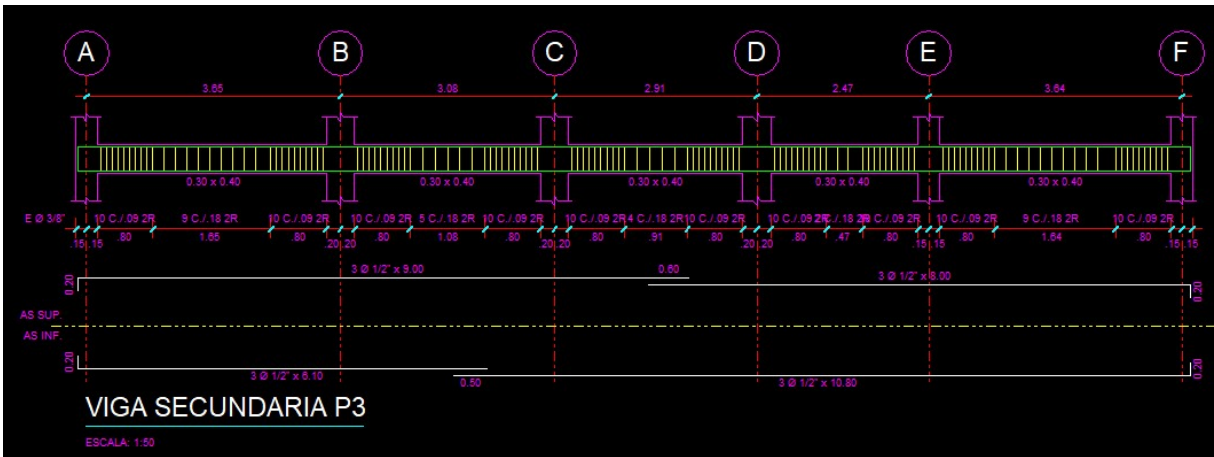 A B C D E F
3.65 3.08 2.91 2.47 3.64
0.30 x 0.40 0.30 x 0.40 0.30 x 0.40 0.30 x 0.40 0.30 x 0.40
E Ø 3/8" 10 C./.09 2R 9 C./.18 2R 10 C./.09 2R 10 C./.09 2R 5 C./.18 2R 10 C./.09 2R 10 C./.09 2R 4 C./.18 2R 10 C./.09 2R 10 C./.09 2R C./.18 2R C./.09 2R 10 C./.09 2R 9 C./.18 2R 10 C./.09 2R
.15 .15 .80 1.65 .80 .20 .20 .80 1.08 .80 .20 .20 .80 .91 .80 .20 .20 .80 .47 .80 .15 .15 .80 1.64 .80 .15 .15
0.20 3 Ø 1/2" x 9.00 0.60 3 Ø 1/2" x 8.00 0.20
AS SUP.
AS INF.
0.20 3 Ø 1/2" x 6.10 0.50 3 Ø 1/2" x 10.80 0.20
VIGA SECUNDARIA P3
ESCALA: 1:50